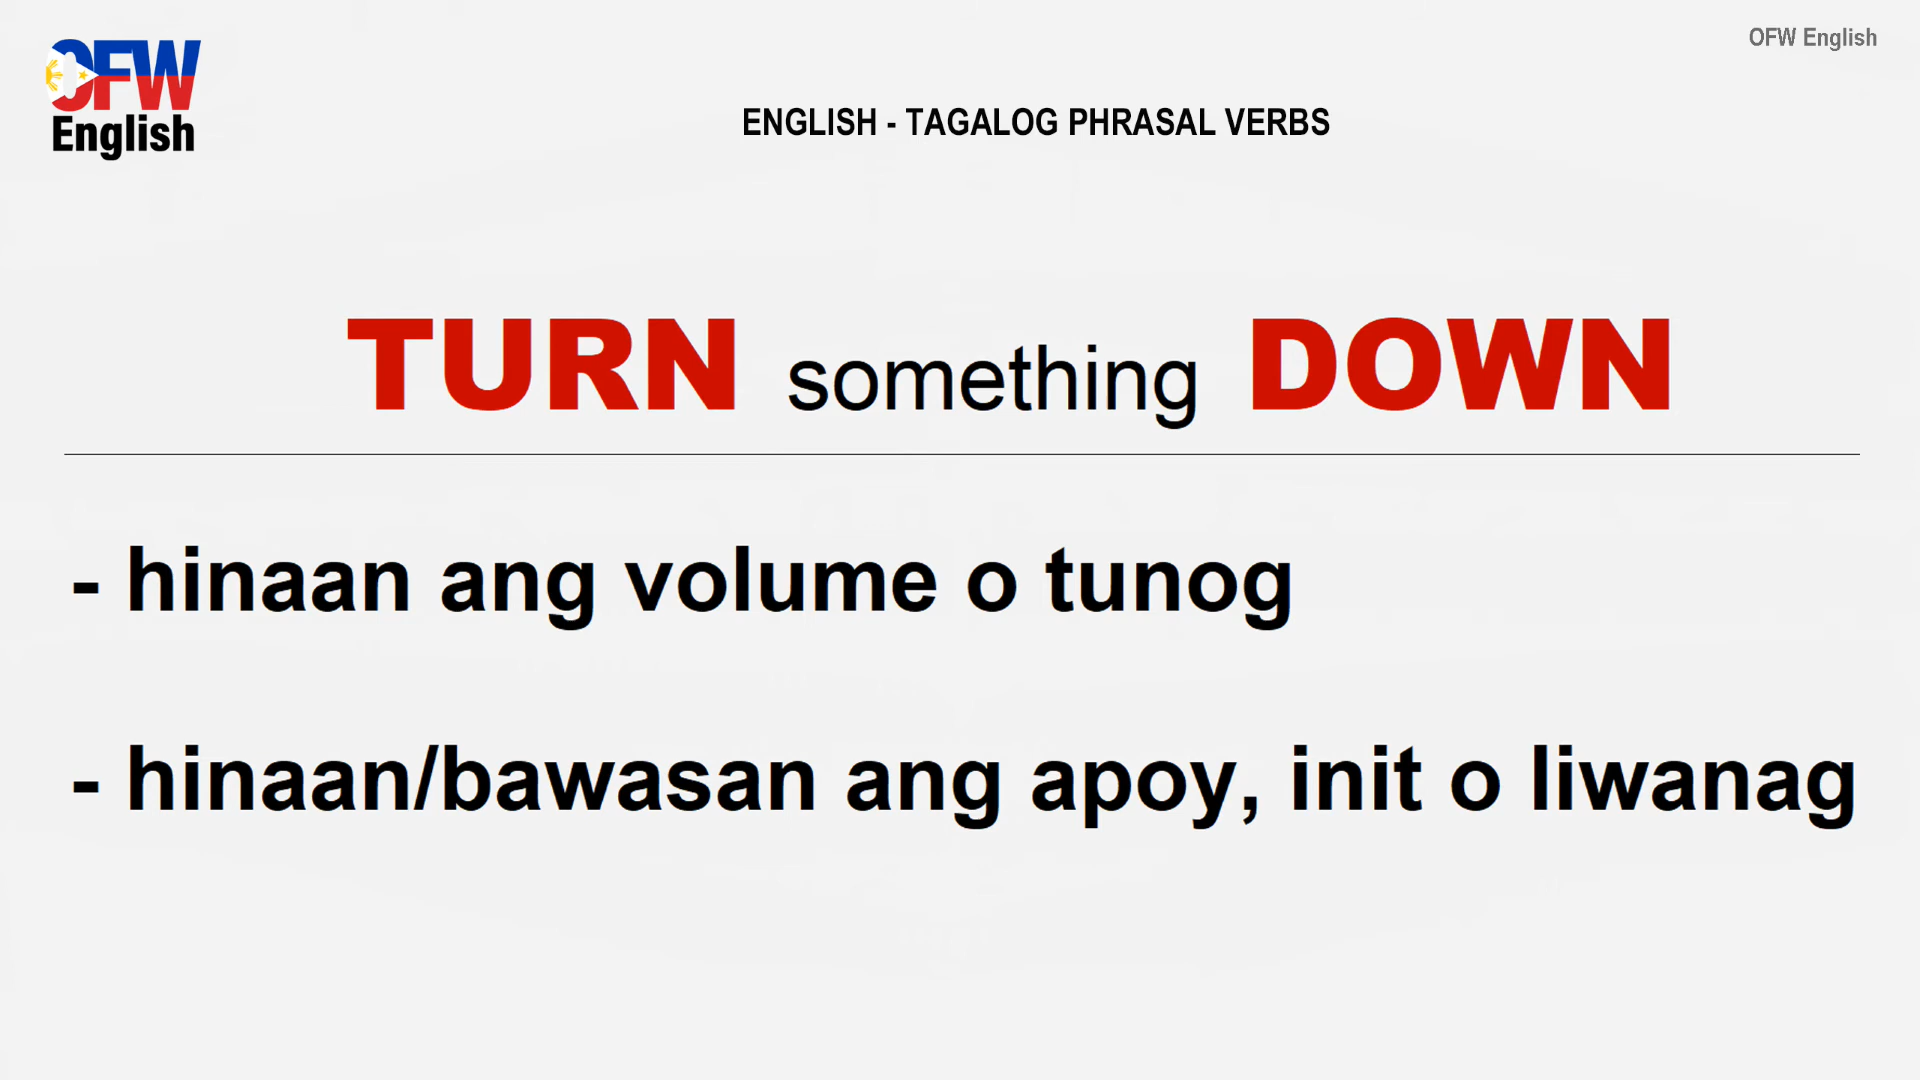 OFW
English
OFW English
ENGLISH - TAGALOG PHRASAL VERBS
TURN something DOWN
- hinaan ang volume o tunog
- hinaan/bawasan ang apoy, init o liwanag